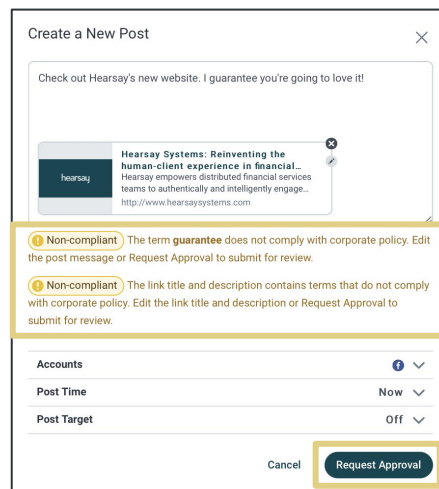 Create a New Post
Check out Hearsay's new website. I guarantee you're going to love it!
hearsay
Hearsay Systems: Reinventing the
human-client experience in financial...
Hearsay empowers distributed financial services
teams to authentically and intelligently engage...
http://www.hearsaysystems.com
Non-compliant The term guarantee does not comply with corporate policy. Edit
the post message or Request Approval to submit for review.
Non-compliant The link title and description contains terms that do not comply
with corporate policy. Edit the link title and description or Request Approval to
submit for review.
Accounts
Post Time Now
Post Target Off
Cancel Request Approval